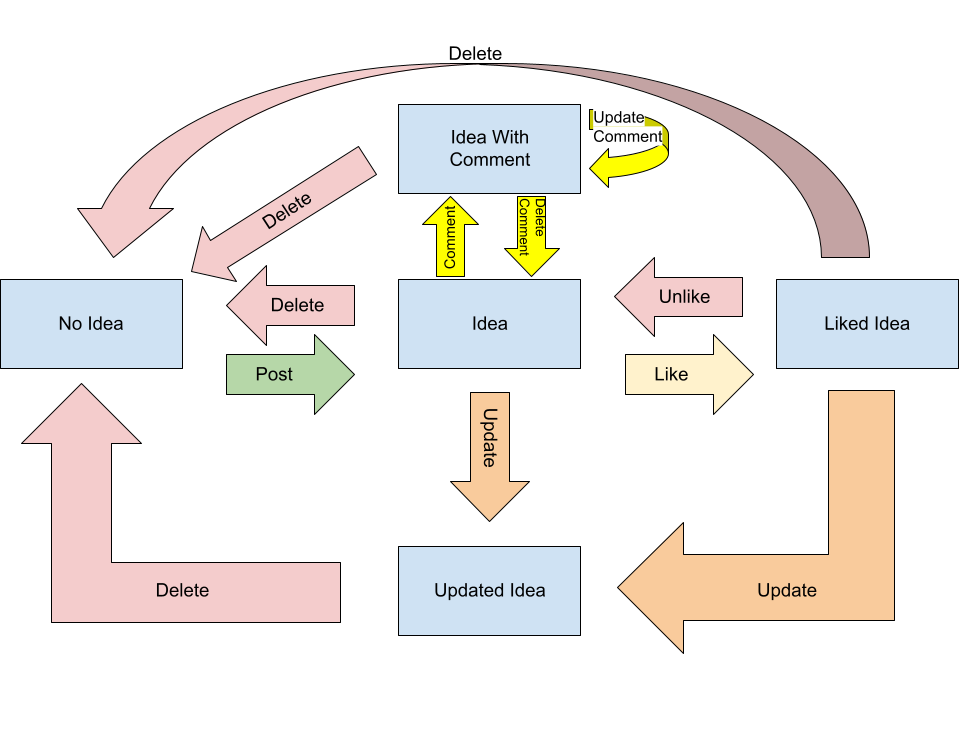 Delete
Update
Comment
Idea With
Comment
Delete
Comment
Delete
Comment
Delete
Unlike
No Idea
Idea
Liked Idea
Post
Like
Update
Delete
Updated Idea
Update